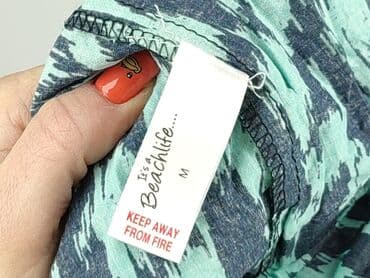 It's a
Beachlife....
M
KEEP AWAY
FROM FIRE